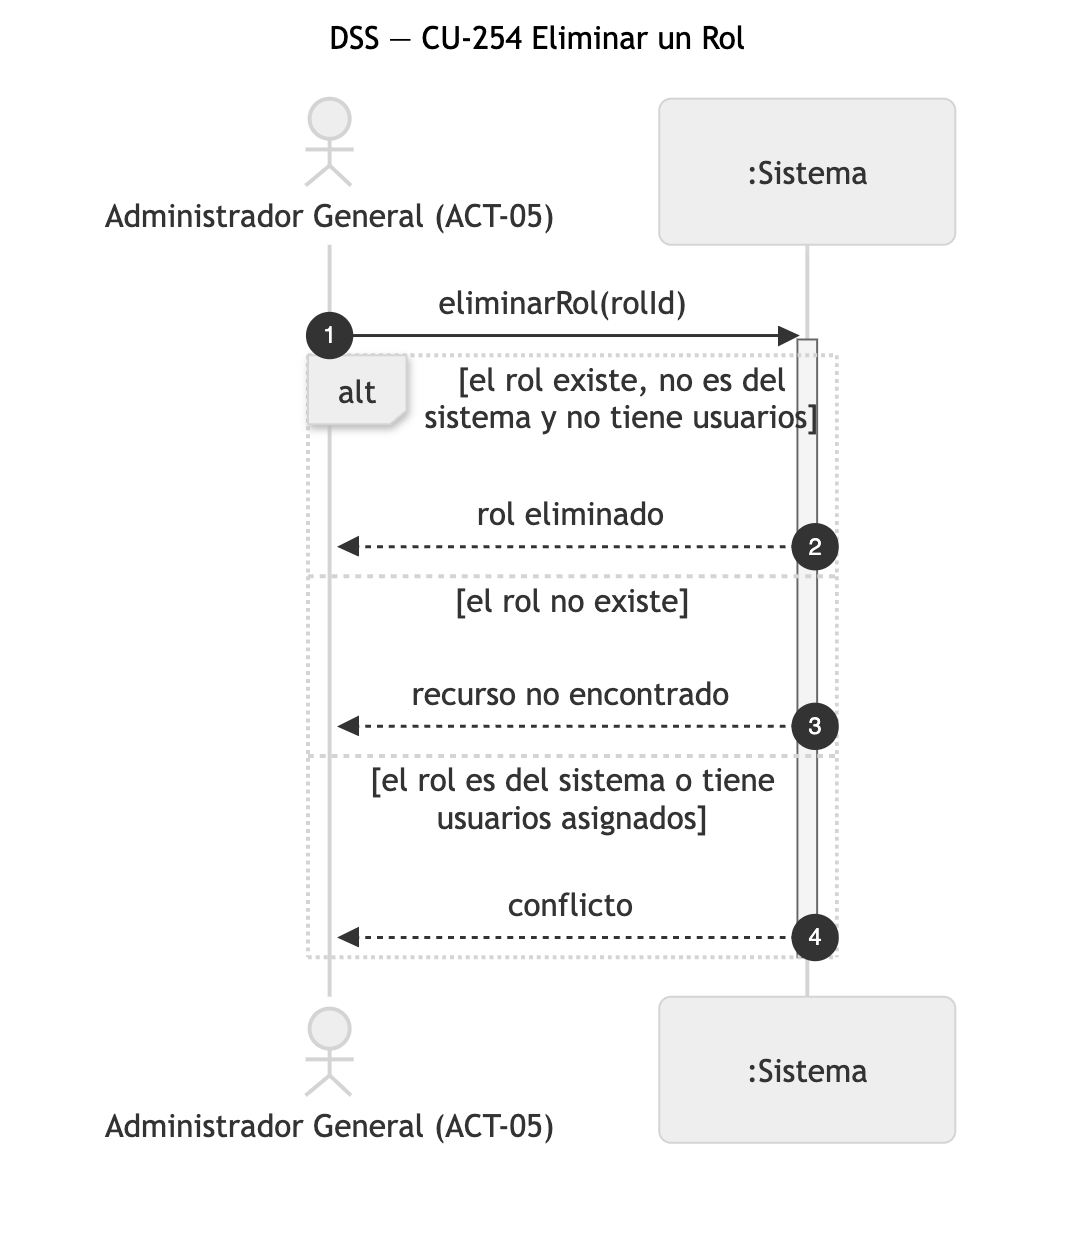 DSS — CU-254 Eliminar un Rol
Administrador General (ACT-05)
:Sistema
eliminarRol(rolId)
1
alt
[el rol existe, no es del
sistema y no tiene usuarios]
rol eliminado
2
[el rol no existe]
recurso no encontrado
3
[el rol es del sistema o tiene
usuarios asignados]
conflicto
4
:Sistema
Administrador General (ACT-05)